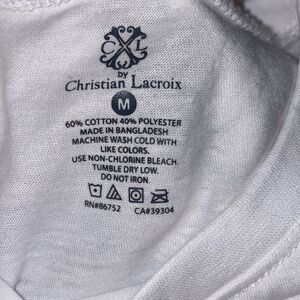 C X L
by
Christian Lacroix
M
60% COTTON 40% POLYESTER
MADE IN BANGLADESH
MACHINE WASH COLD WITH
LIKE COLORS.
USE NON-CHLORINE BLEACH.
TUMBLE DRY LOW.
DO NOT IRON.
RN#86752 CA#39304